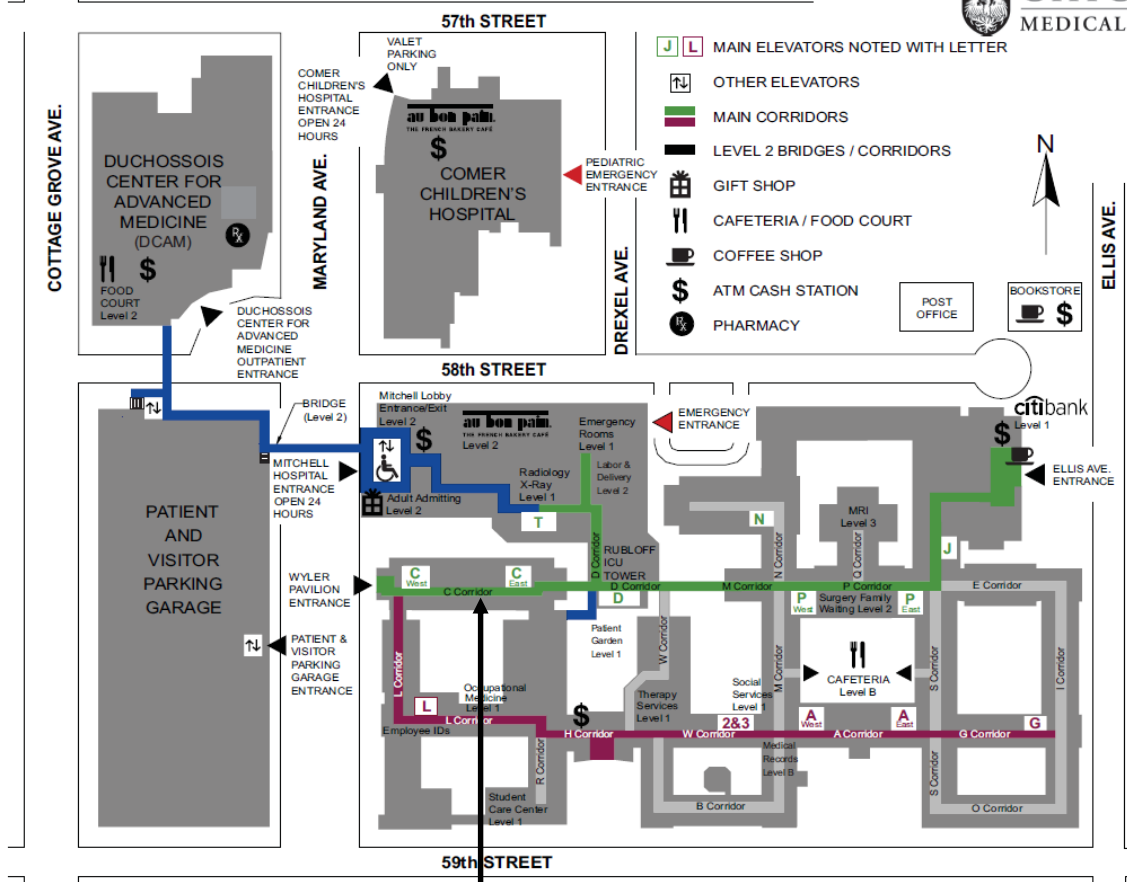 57th STREET
MEDICAL
VALET
PARKING
ONLY
COMER
CHILDREN'S
HOSPITAL
ENTRANCE
OPEN 24
HOURS
au bon pain.
THE FRENCH BAKERY CAFÉ
$
COMER
CHILDREN'S
HOSPITAL
PEDIATRIC
EMERGENCY
ENTRANCE
COTTAGE GROVE AVE.
MARYLAND AVE.
DREXEL AVE.
ELLIS AVE.
DUCHOSSOIS
CENTER FOR
ADVANCED
MEDICINE
(DCAM)
Rx
$
FOOD
COURT
Level 2
DUCHOSSOIS
CENTER FOR
ADVANCED
MEDICINE
OUTPATIENT
ENTRANCE
J L MAIN ELEVATORS NOTED WITH LETTER
OTHER ELEVATORS
MAIN CORRIDORS
LEVEL 2 BRIDGES / CORRIDORS
GIFT SHOP
CAFETERIA / FOOD COURT
COFFEE SHOP
$ ATM CASH STATION
Rx PHARMACY
N
POST
OFFICE
BOOKSTORE
$
58th STREET
BRIDGE
(Level 2)
Mitchell Lobby
Entrance/Exit
Level 2
$
au bon pain.
THE FRENCH BAKERY CAFÉ
Level 2
Emergency
Rooms
Level 1
EMERGENCY
ENTRANCE
citibank
Level 1
$
ELLIS AVE.
ENTRANCE
MITCHELL
HOSPITAL
ENTRANCE
OPEN 24
HOURS
Adult Admitting
Level 2
Radiology
X-Ray
Level 1
Labor &
Delivery
Level 2
T
N
MRI
Level 3
J
PATIENT
AND
VISITOR
PARKING
GARAGE
WYLER
PAVILION
ENTRANCE
PATIENT &
VISITOR
PARKING
GARAGE
ENTRANCE
C
West
C
East
C Corridor
D Corridor
RUBLOFF
ICU
TOWER
D Corridor
D
M Corridor
N Corridor
Q Corridor
P Corridor
E Corridor
P
West
Surgery Family
Waiting Level 2
P
East
Patient
Garden
Level 1
W Corridor
M Corridor
CAFETERIA
Level B
S Corridor
I Corridor
L Corridor
Occupational
Medicine
Level 1
L
L Corridor
Employee IDs
$
H Corridor
Therapy
Services
Level 1
Social
Services
Level 1
2&3
W Corridor
A
West
A
East
A Corridor
G
G Corridor
Medical
Records
Level B
R Corridor
Student
Care Center
Level 1
B Corridor
S Corridor
O Corridor
59th STREET